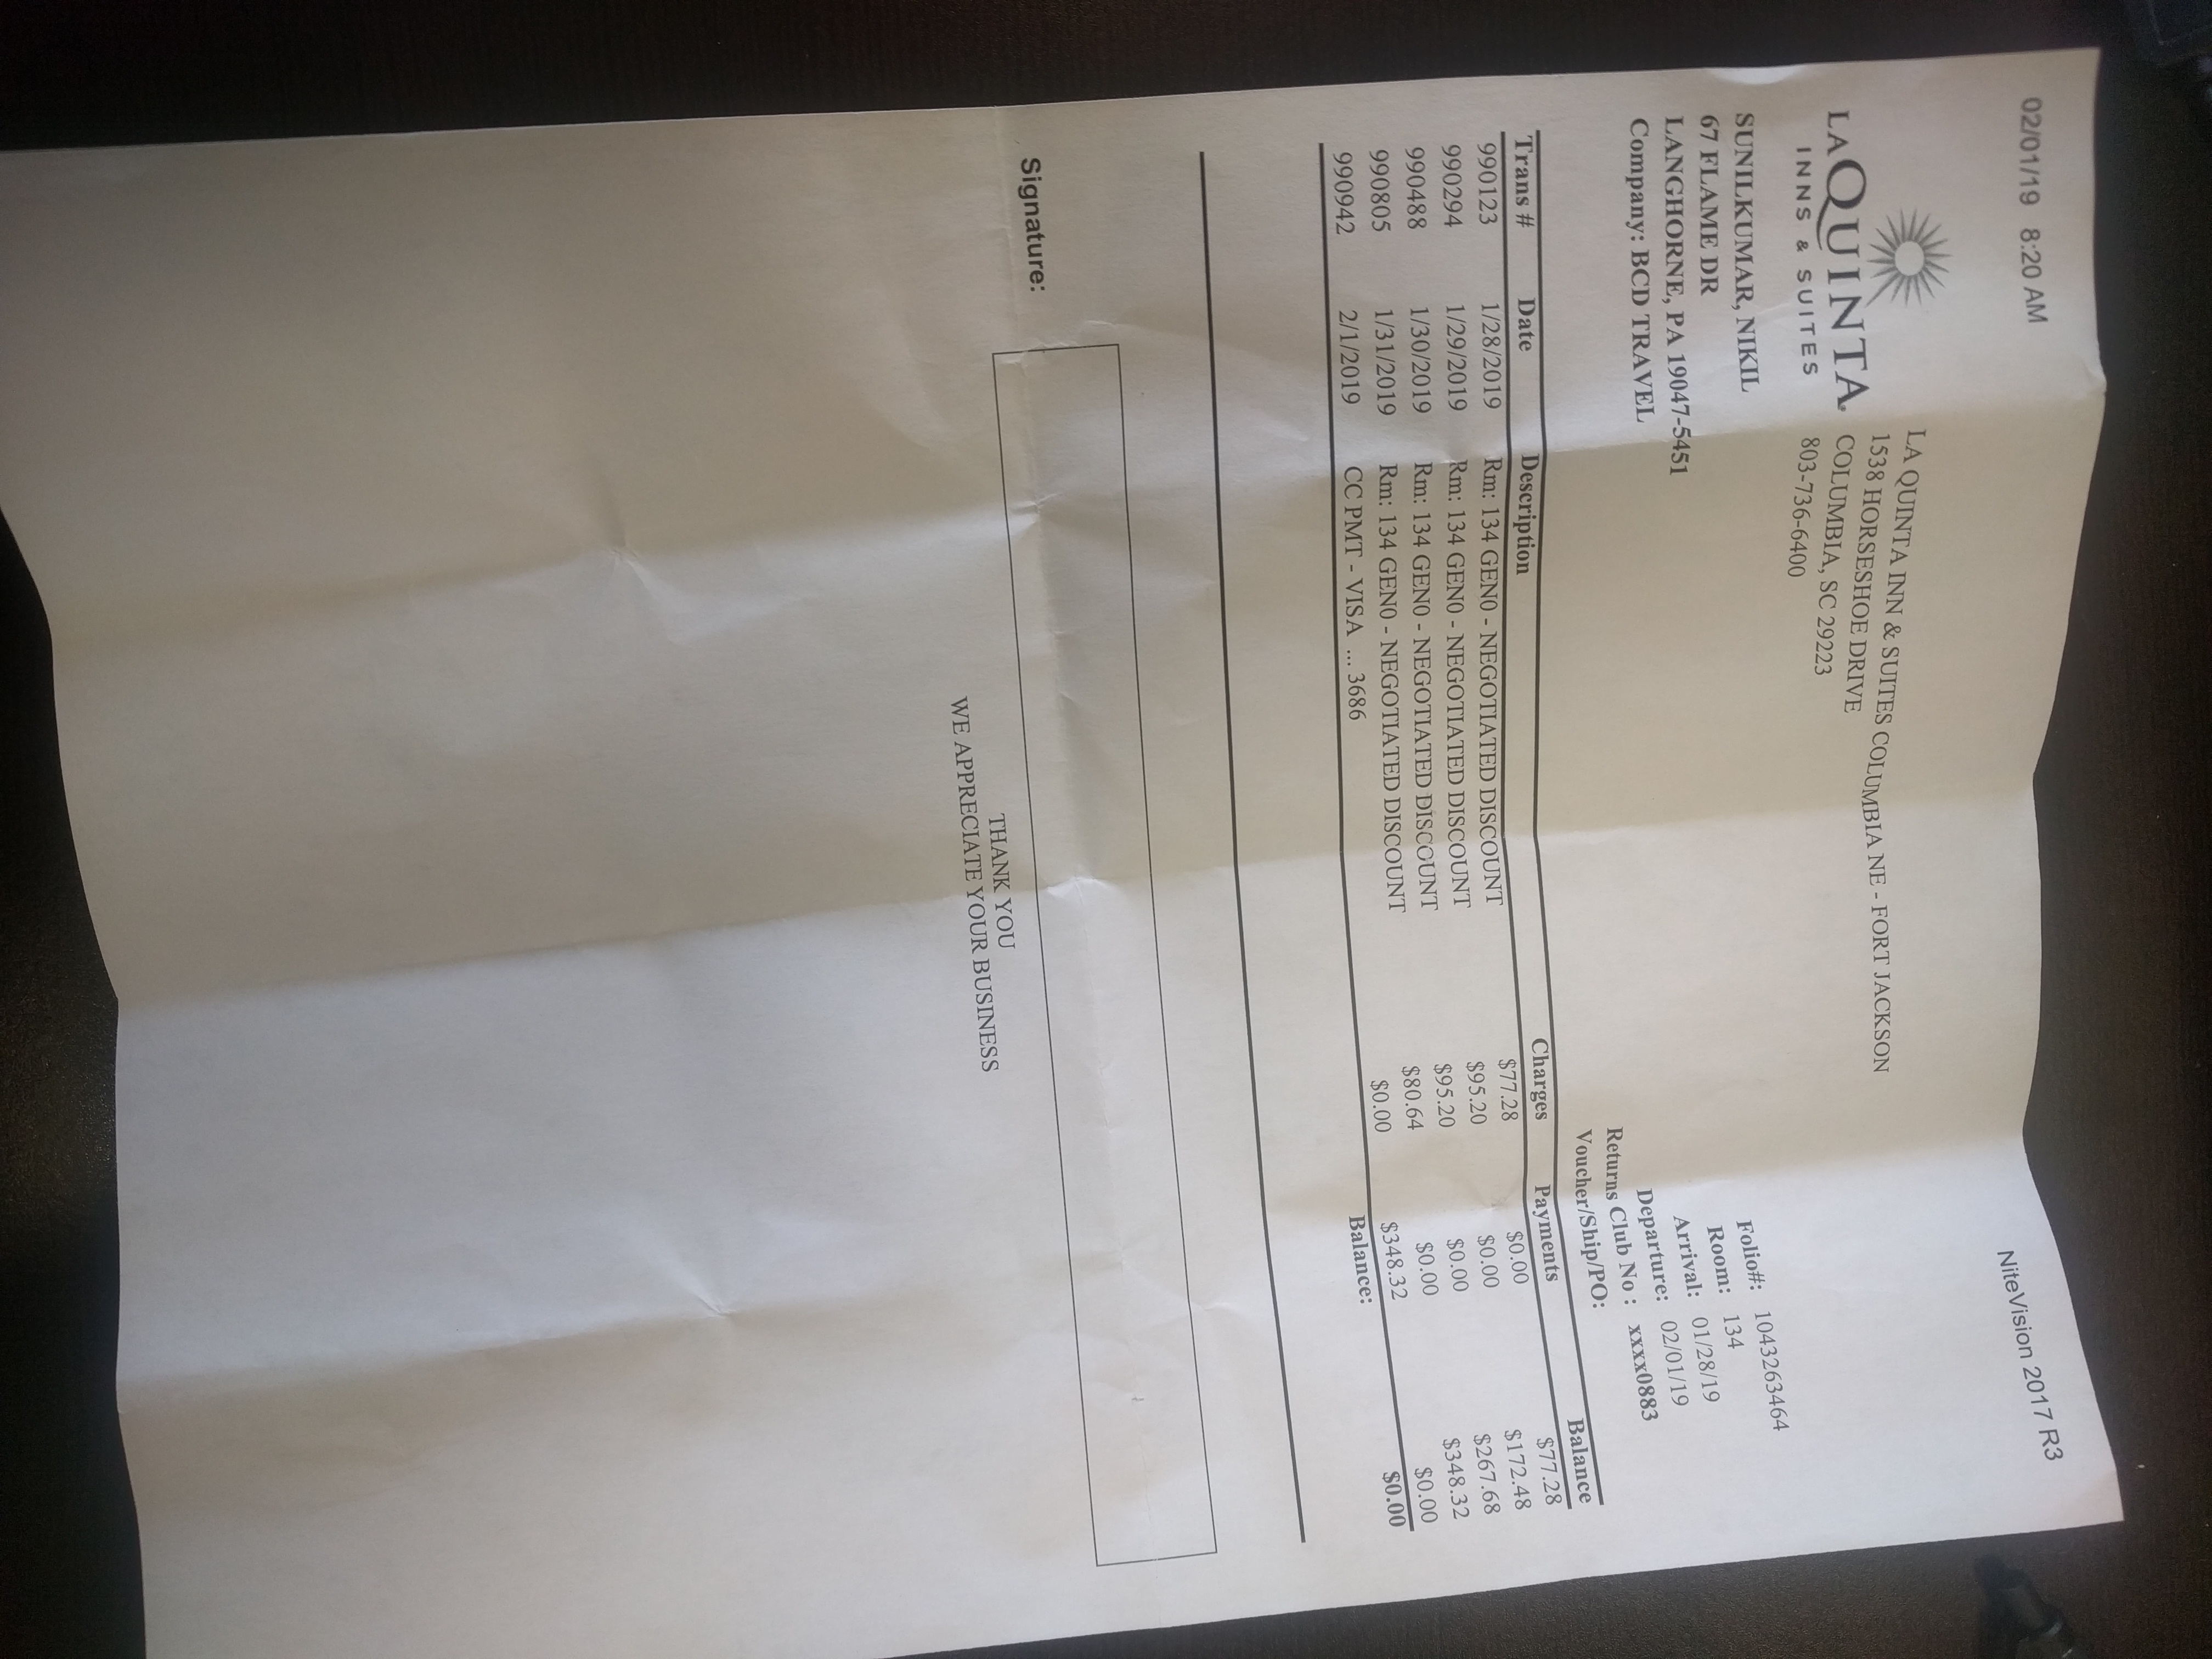 02/01/19 8:20 AM NiteVision 2017 R3
LA QUINTA.
INNS & SUITES
LA QUINTA INN & SUITES COLUMBIA NE - FORT JACKSON
1538 HORSESHOE DRIVE
COLUMBIA, SC 29223
803-736-6400
SUNILKUMAR, NIKIL
67 FLAME DR
LANGHORNE, PA 19047-5451
Company: BCD TRAVEL
Folio#: 1043263464
Room: 134
Arrival: 01/28/19
Departure: 02/01/19
Returns Club No : xxxx0883
Voucher/Ship/PO:
Trans # Date Description Charges Payments Balance
990123 1/28/2019 Rm: 134 GEN0 - NEGOTIATED DISCOUNT $77.28 $0.00 $77.28
990294 1/29/2019 Rm: 134 GEN0 - NEGOTIATED DISCOUNT $95.20 $0.00 $172.48
990488 1/30/2019 Rm: 134 GEN0 - NEGOTIATED DISCOUNT $95.20 $0.00 $267.68
990805 1/31/2019 Rm: 134 GEN0 - NEGOTIATED DISCOUNT $80.64 $0.00 $348.32
990942 2/1/2019 CC PMT - VISA ... 3686 $0.00 $348.32 $0.00
Balance: $0.00
Signature:
THANK YOU
WE APPRECIATE YOUR BUSINESS